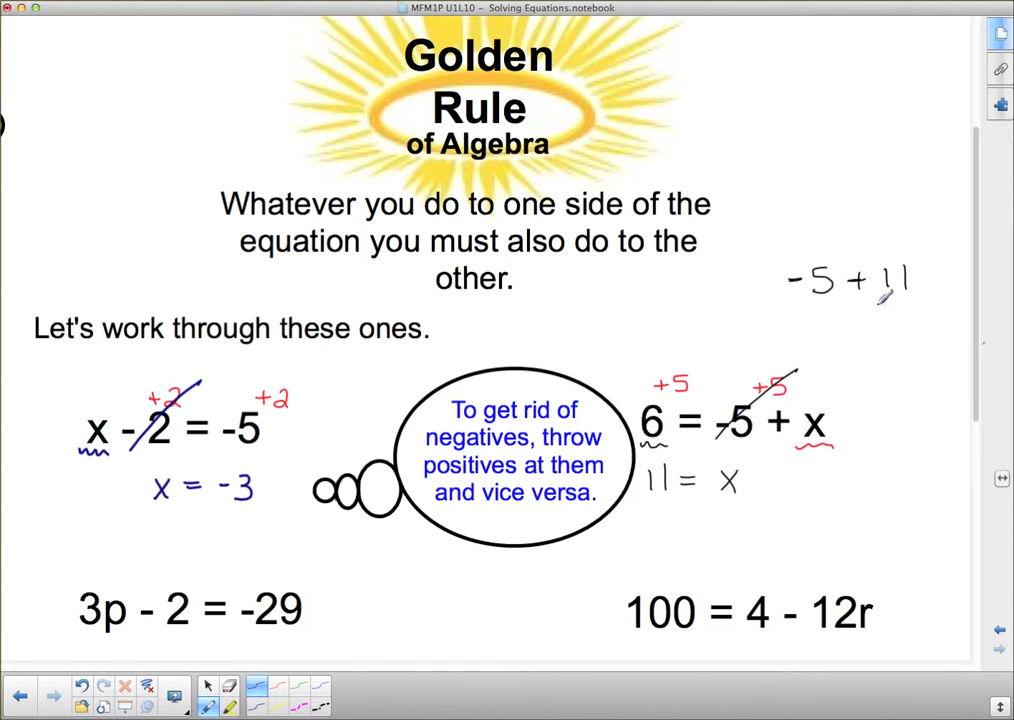 MFM1P U1L10 - Solving Equations.notebook
Golden
Rule
of Algebra
Whatever you do to one side of the
equation you must also do to the
other.
-5 + 11
Let's work through these ones.
+2 +2
x - 2 = -5
x = -3
To get rid of
negatives, throw
positives at them
and vice versa.
+5 +5
6 = -5 + x
11 = x
3p - 2 = -29
100 = 4 - 12r